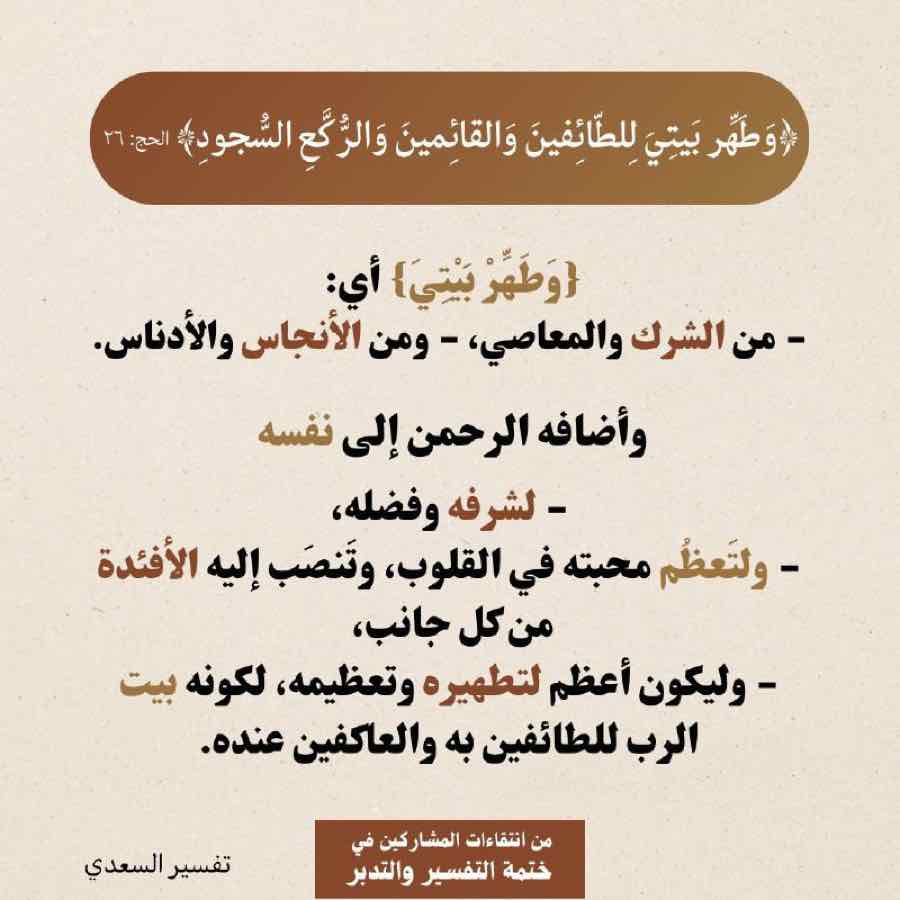 ﴿وَطَهِّر بَيتِيَ لِلطّائِفينَ وَالقائِمينَ وَالرُّكَّعِ السُّجودِ﴾ الحج: ٢٦
{وَطَهِّرْ بَيْتِيَ} أي:
- من الشرك والمعاصي، - ومن الأنجاس والأدناس.
وأضافه الرحمن إلى نفسه
- لشرفه وفضله،
- ولتَعظُم محبته في القلوب، وتَنصَب إليه الأفئدة
من كل جانب،
- وليكون أعظم لتطهيره وتعظيمه، لكونه بيت
الرب للطائفين به والعاكفين عنده.
من انتقاءات المشاركين في
ختمة التفسير والتدبر
تفسير السعدي